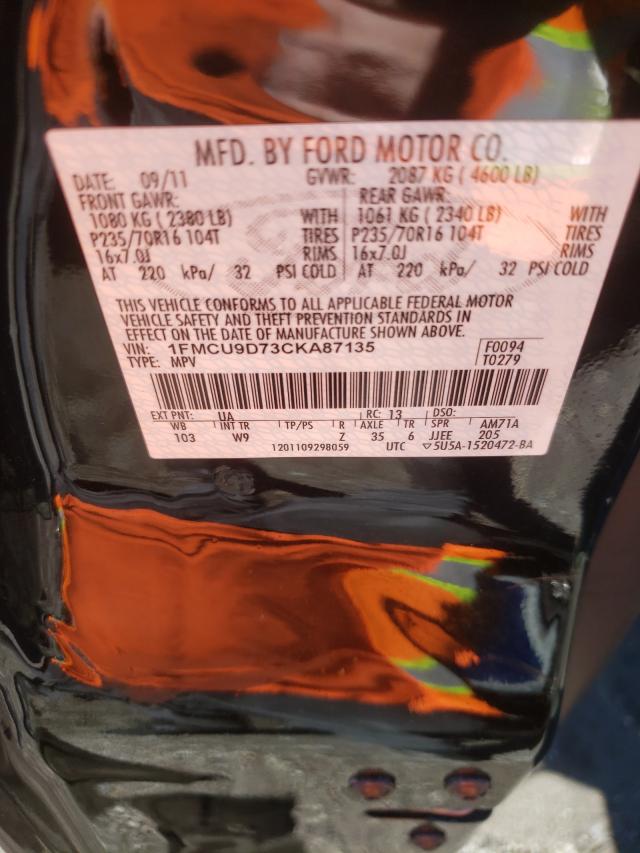 MFD. BY FORD MOTOR CO.
DATE: 09/11 GVWR: 2087 KG ( 4600 LB)
FRONT GAWR: REAR GAWR:
1080 KG ( 2380 LB) WITH 1061 KG ( 2340 LB) WITH
P235/70R16 104T TIRES P235/70R16 104T TIRES
16x7.0J RIMS 16x7.0J RIMS
AT 220 kPa/ 32 PSI COLD AT 220 kPa/ 32 PSI COLD
THIS VEHICLE CONFORMS TO ALL APPLICABLE FEDERAL MOTOR
VEHICLE SAFETY AND THEFT PREVENTION STANDARDS IN
EFFECT ON THE DATE OF MANUFACTURE SHOWN ABOVE.
VIN: 1FMCU9D73CKA87135 F0094
TYPE: MPV T0279
EXT PNT: UA RC: 13 DSO:
WB INT TR TP/PS R AXLE TR SPR AM71A
103 W9 Z 35 6 JJEE 205
1201109298059 UTC ▽5U5A-1520472-BA